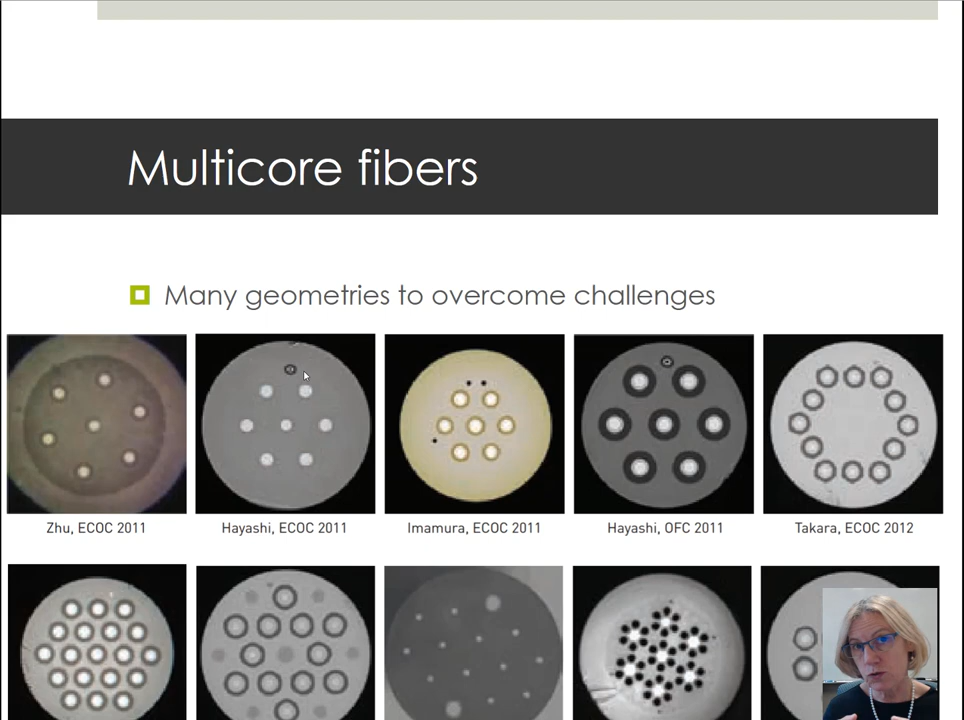 Multicore fibers
Many geometries to overcome challenges
Zhu, ECOC 2011
Hayashi, ECOC 2011
Imamura, ECOC 2011
Hayashi, OFC 2011
Takara, ECOC 2012